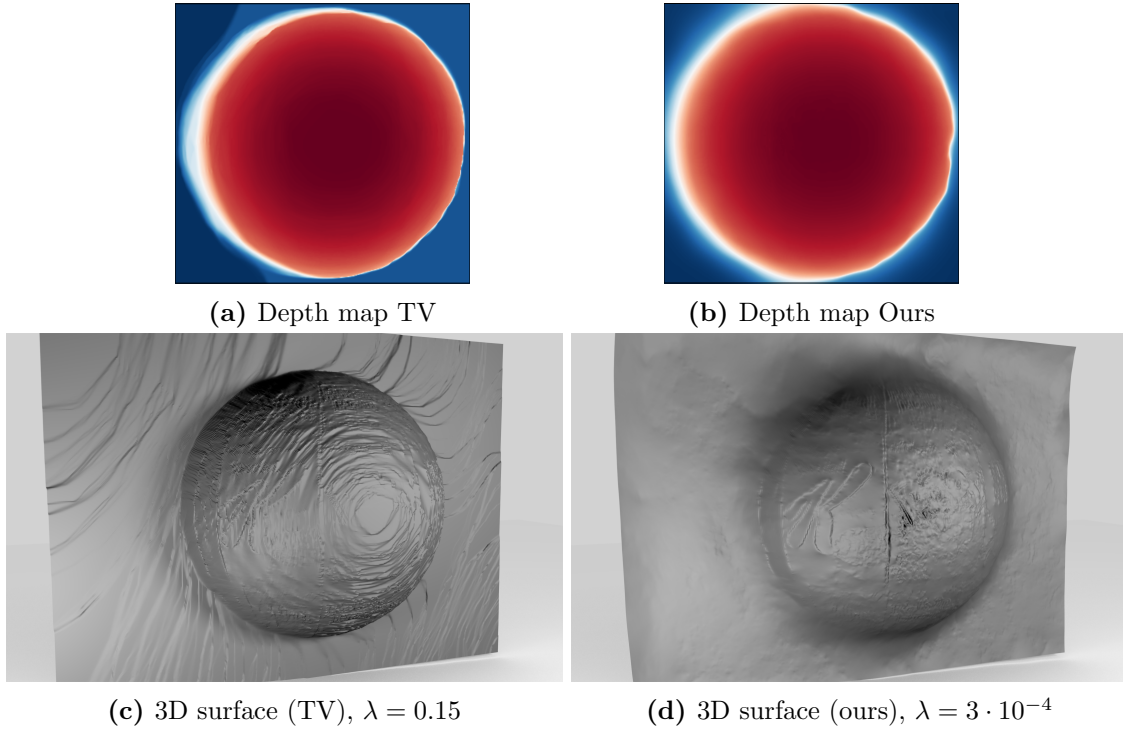 (a) Depth map TV
(b) Depth map Ours
(c) 3D surface (TV), λ = 0.15
(d) 3D surface (ours), λ = 3 · 10⁻⁴